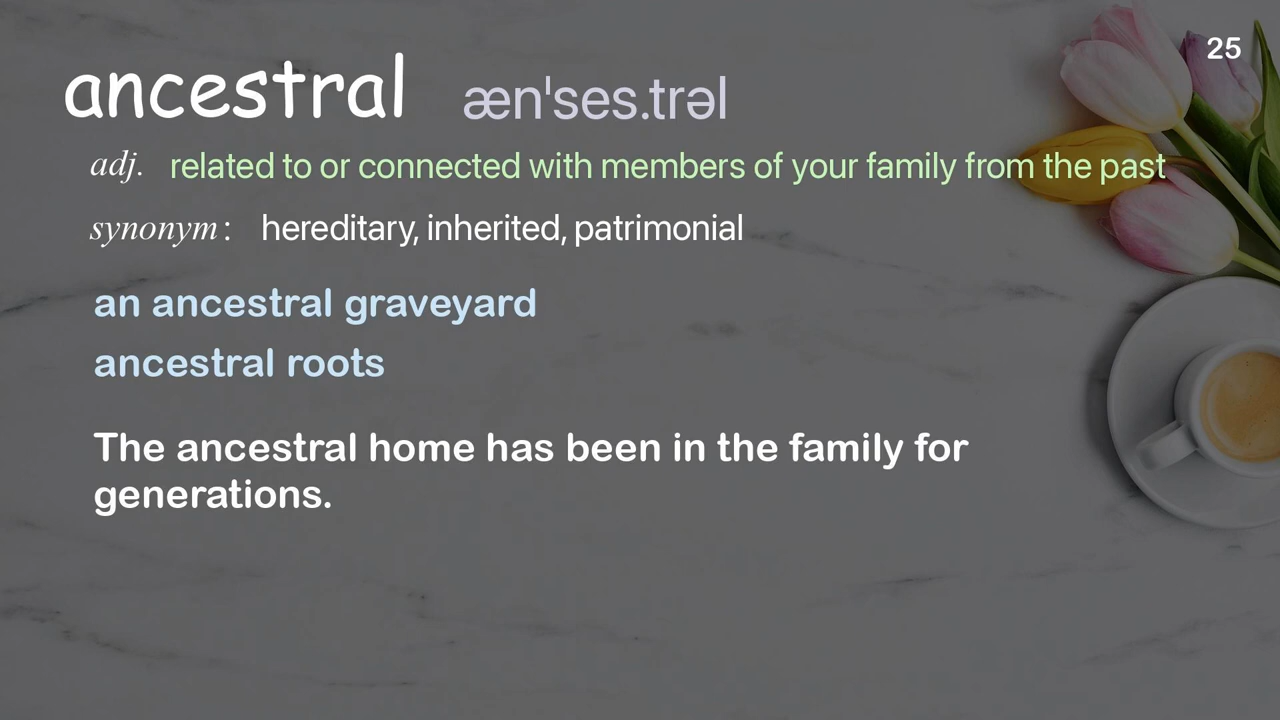 25
ancestral æn'ses.trəl
adj. related to or connected with members of your family from the past
synonym: hereditary, inherited, patrimonial
an ancestral graveyard
ancestral roots
The ancestral home has been in the family for
generations.